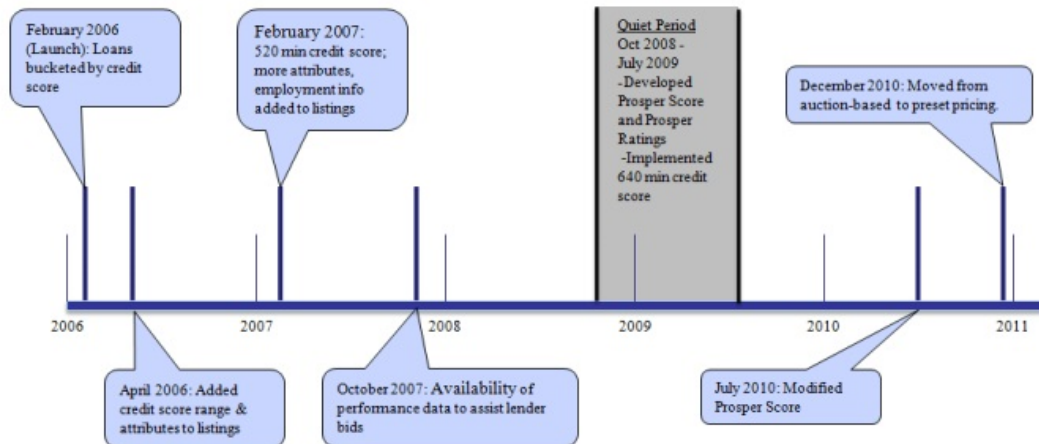 February 2006
(Launch): Loans
bucketed by credit
score
February 2007:
520 min credit score;
more attributes,
employment info
added to listings
Quiet Period
Oct 2008 -
July 2009
-Developed
Prosper Score
and Prosper
Ratings
-Implemented
640 min credit
score
December 2010: Moved from
auction-based to preset pricing.
2006
2007
2008
2009
2010
2011
April 2006: Added
credit score range &
attributes to listings
October 2007: Availability of
performance data to assist lender
bids
July 2010: Modified
Prosper Score